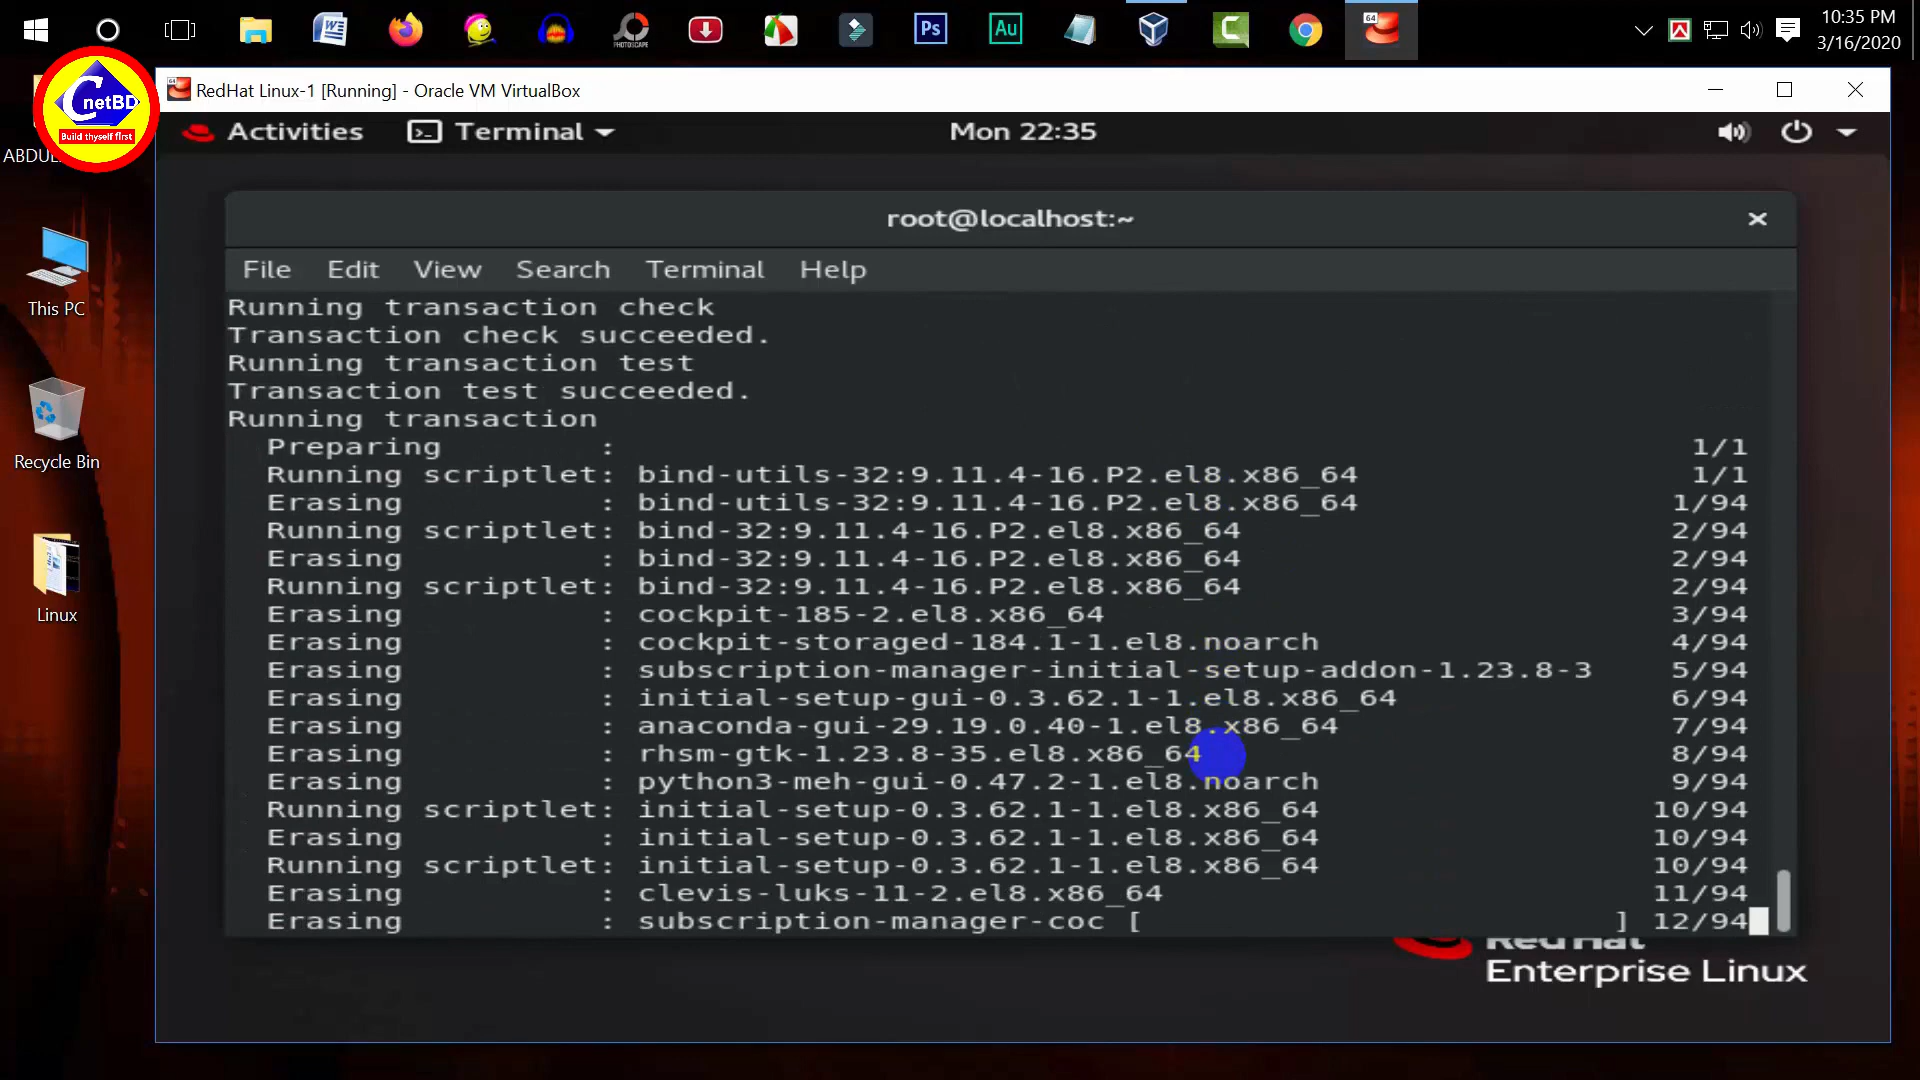 10:35 PM
3/16/2020
PHOTOSCAPE
Ps
Au
64
CnetBD
Build thyself first
ABDUL
This PC
Recycle Bin
Linux
RedHat Linux-1 [Running] - Oracle VM VirtualBox
Activities Terminal Mon 22:35
root@localhost:~
File Edit View Search Terminal Help
Running transaction check
Transaction check succeeded.
Running transaction test
Transaction test succeeded.
Running transaction
Preparing : 1/1
Running scriptlet: bind-utils-32:9.11.4-16.P2.el8.x86_64 1/1
Erasing : bind-utils-32:9.11.4-16.P2.el8.x86_64 1/94
Running scriptlet: bind-32:9.11.4-16.P2.el8.x86_64 2/94
Erasing : bind-32:9.11.4-16.P2.el8.x86_64 2/94
Running scriptlet: bind-32:9.11.4-16.P2.el8.x86_64 2/94
Erasing : cockpit-185-2.el8.x86_64 3/94
Erasing : cockpit-storaged-184.1-1.el8.noarch 4/94
Erasing : subscription-manager-initial-setup-addon-1.23.8-3 5/94
Erasing : initial-setup-gui-0.3.62.1-1.el8.x86_64 6/94
Erasing : anaconda-gui-29.19.0.40-1.el8.x86_64 7/94
Erasing : rhsm-gtk-1.23.8-35.el8.x86_64 8/94
Erasing : python3-meh-gui-0.47.2-1.el8.noarch 9/94
Running scriptlet: initial-setup-0.3.62.1-1.el8.x86_64 10/94
Erasing : initial-setup-0.3.62.1-1.el8.x86_64 10/94
Running scriptlet: initial-setup-0.3.62.1-1.el8.x86_64 10/94
Erasing : clevis-luks-11-2.el8.x86_64 11/94
Erasing : subscription-manager-coc [ ] 12/94
Red Hat
Enterprise Linux